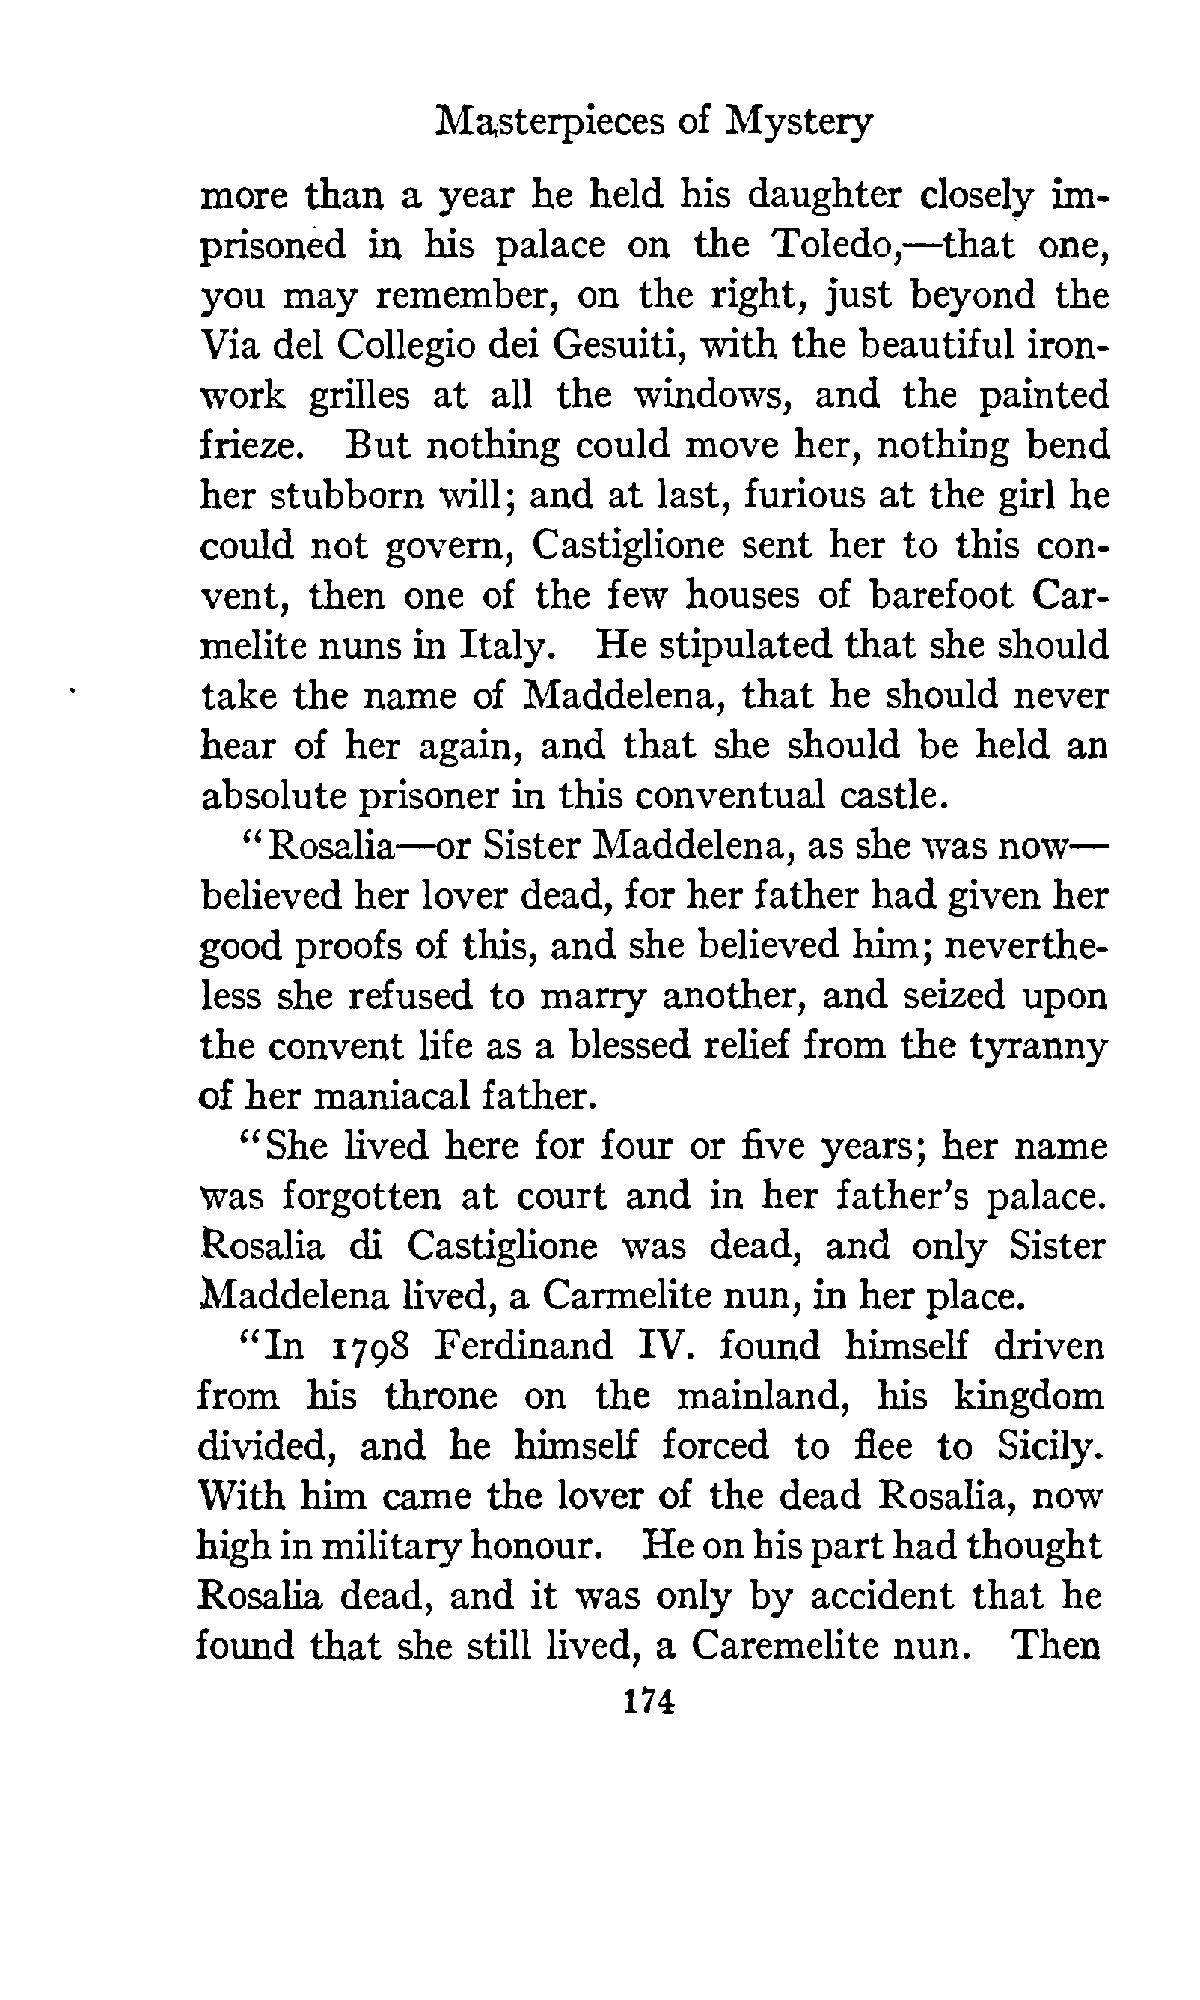 Masterpieces of Mystery
more than a year he held his daughter closely im-
prisoned in his palace on the Toledo,—that one,
you may remember, on the right, just beyond the
Via del Collegio dei Gesuiti, with the beautiful iron-
work grilles at all the windows, and the painted
frieze. But nothing could move her, nothing bend
her stubborn will; and at last, furious at the girl he
could not govern, Castiglione sent her to this con-
vent, then one of the few houses of barefoot Car-
melite nuns in Italy. He stipulated that she should
take the name of Maddelena, that he should never
hear of her again, and that she should be held an
absolute prisoner in this conventual castle.
“Rosalia—or Sister Maddelena, as she was now—
believed her lover dead, for her father had given her
good proofs of this, and she believed him; neverthe-
less she refused to marry another, and seized upon
the convent life as a blessed relief from the tyranny
of her maniacal father.
“She lived here for four or five years; her name
was forgotten at court and in her father's palace.
Rosalia di Castiglione was dead, and only Sister
Maddelena lived, a Carmelite nun, in her place.
“In 1798 Ferdinand IV. found himself driven
from his throne on the mainland, his kingdom
divided, and he himself forced to flee to Sicily.
With him came the lover of the dead Rosalia, now
high in military honour. He on his part had thought
Rosalia dead, and it was only by accident that he
found that she still lived, a Caremelite nun. Then
174